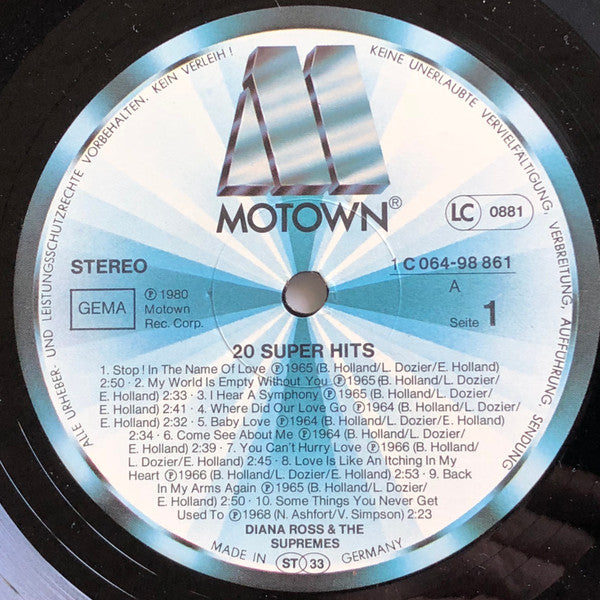 ALLE URHEBER- UND LEISTUNGSSCHUTZRECHTE VORBEHALTEN. KEIN VERLEIH! KEINE UNERLAUBTE VERVIELFÄLTIGUNG, VERBREITUNG, AUFFÜHRUNG, SENDUNG
MOTOWN®
LC 0881
STEREO
1 C 064-98 861
GEMA
℗ 1980
Motown
Rec. Corp.
A
Seite 1
20 SUPER HITS
1. Stop! In The Name Of Love ℗ 1965 (B. Holland/L. Dozier/E. Holland)
2:50 · 2. My World Is Empty Without You ℗ 1965 (B. Holland/L. Dozier/
E. Holland) 2:33 · 3. I Hear A Symphony ℗ 1965 (B. Holland/L. Dozier/
E. Holland) 2:41 · 4. Where Did Our Love Go ℗ 1964 (B. Holland/L. Dozier/
E. Holland) 2:32 · 5. Baby Love ℗ 1964 (B. Holland/L. Dozier/E. Holland)
2:34 · 6. Come See About Me ℗ 1964 (B. Holland/L. Dozier/
E. Holland) 2:39 · 7. You Can't Hurry Love ℗ 1966 (B. Holland/
L. Dozier/E. Holland) 2:45 · 8. Love Is Like An Itching In My
Heart ℗ 1966 (B. Holland/L. Dozier/E. Holland) 2:53 · 9. Back
In My Arms Again ℗ 1965 (B. Holland/L. Dozier/
E. Holland) 2:50 · 10. Some Things You Never Get
Used To ℗ 1968 (N. Ashfort/V. Simpson) 2:23
DIANA ROSS & THE
SUPREMES
MADE IN GERMANY
ST 33